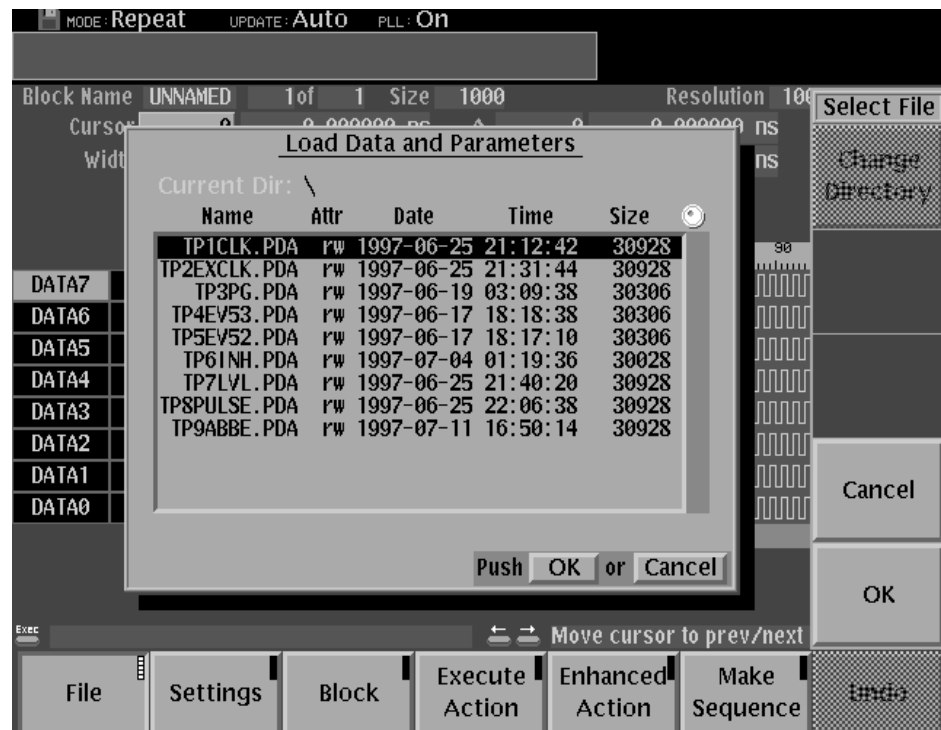 MODE: Repeat UPDATE: Auto PLL: On
Block Name UNNAMED 1of 1 Size 1000 Resolution
Select File
Cursor ns
ns
Load Data and Parameters
Change Directory
Current Dir: \
Name Attr Date Time Size
TP1CLK.PDA rw 1997-06-25 21:12:42 30928
TP2EXCLK.PDA rw 1997-06-25 21:31:44 30928
TP3PG.PDA rw 1997-06-19 03:09:38 30306
TP4EV53.PDA rw 1997-06-17 18:18:38 30306
TP5EV52.PDA rw 1997-06-17 18:17:10 30306
TP6INH.PDA rw 1997-07-04 01:19:36 30028
TP7LVL.PDA rw 1997-06-25 21:40:20 30928
TP8PULSE.PDA rw 1997-06-25 22:06:38 30928
TP9ABBE.PDA rw 1997-07-11 16:50:14 30928
90
DATA7
DATA6
DATA5
DATA4
DATA3
DATA2
DATA1
DATA0
Cancel
Push OK or Cancel
OK
Exec
← → Move cursor to prev/next
File
Settings
Block
Execute Action
Enhanced Action
Make Sequence
Undo